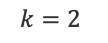 k = 2